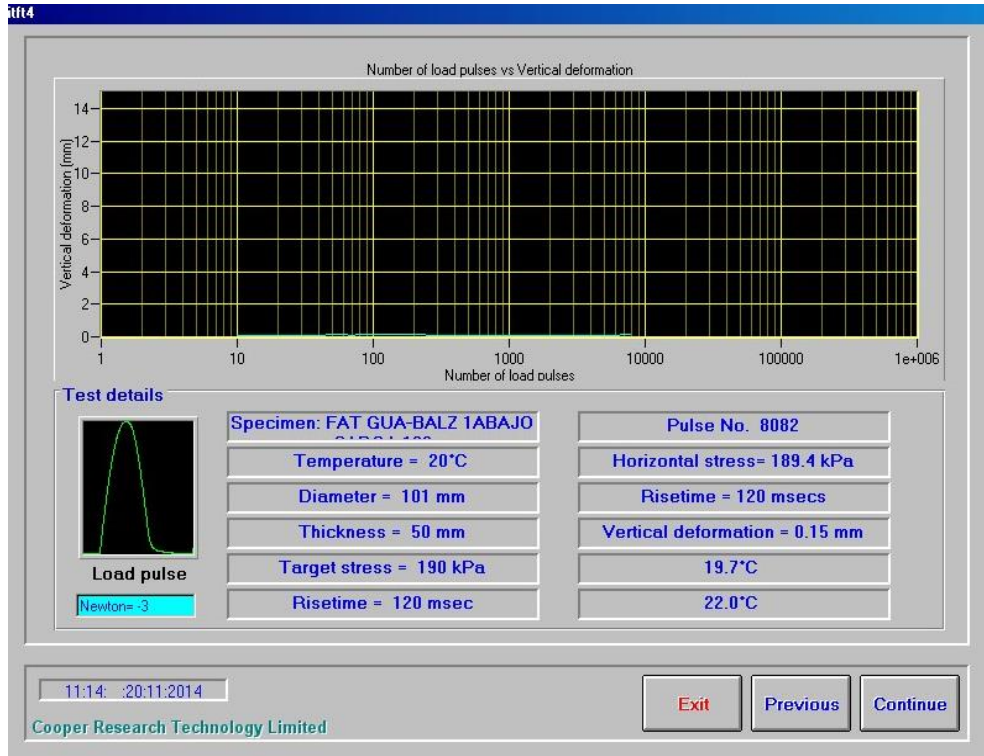 itft4
Number of load pulses vs Vertical deformation
Vertical deformation (mm)
14
12
10
8
6
4
2
0
1 10 100 1000 10000 100000 1e+006
Number of load pulses
Test details
Load pulse
Newton= -3
Specimen: FAT GUA-BALZ 1ABAJO
Temperature = 20°C
Diameter = 101 mm
Thickness = 50 mm
Target stress = 190 kPa
Risetime = 120 msec
Pulse No. 8082
Horizontal stress= 189.4 kPa
Risetime = 120 msecs
Vertical deformation = 0.15 mm
19.7°C
22.0°C
11:14: :20:11:2014
Cooper Research Technology Limited
Exit
Previous
Continue